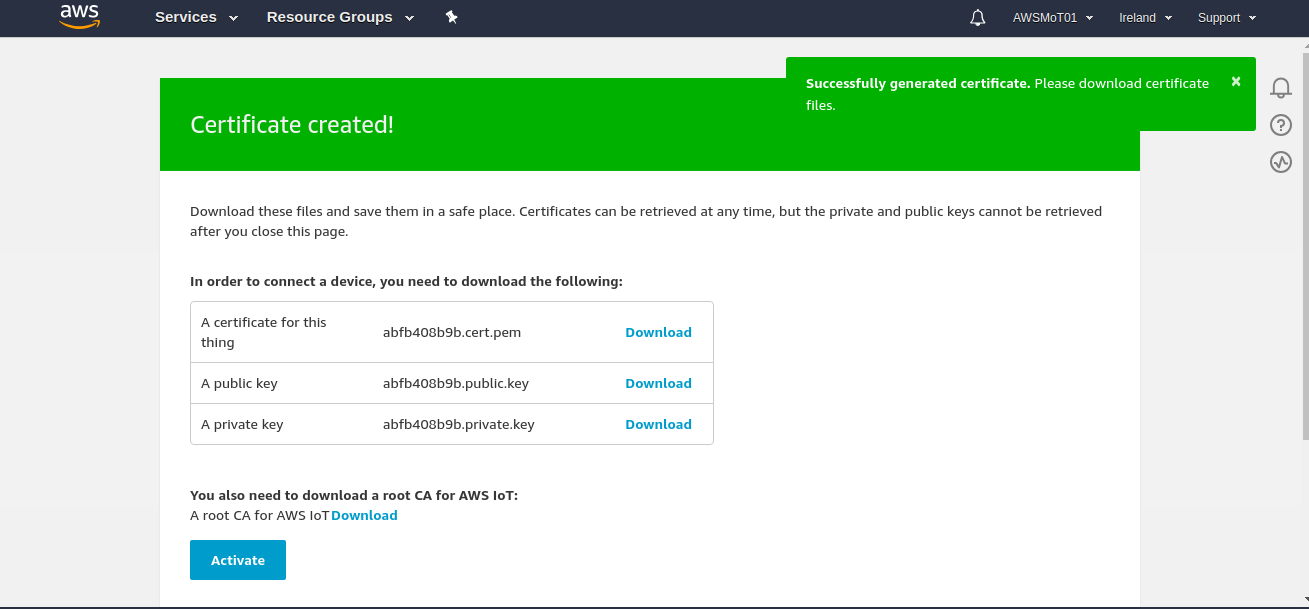 aws Services Resource Groups AWSMoT01 Ireland Support
Successfully generated certificate. Please download certificate
files.
Certificate created!
Download these files and save them in a safe place. Certificates can be retrieved at any time, but the private and public keys cannot be retrieved
after you close this page.
In order to connect a device, you need to download the following:
A certificate for this
thing
abfb408b9b.cert.pem Download
A public key abfb408b9b.public.key Download
A private key abfb408b9b.private.key Download
You also need to download a root CA for AWS IoT:
A root CA for AWS IoT Download
Activate